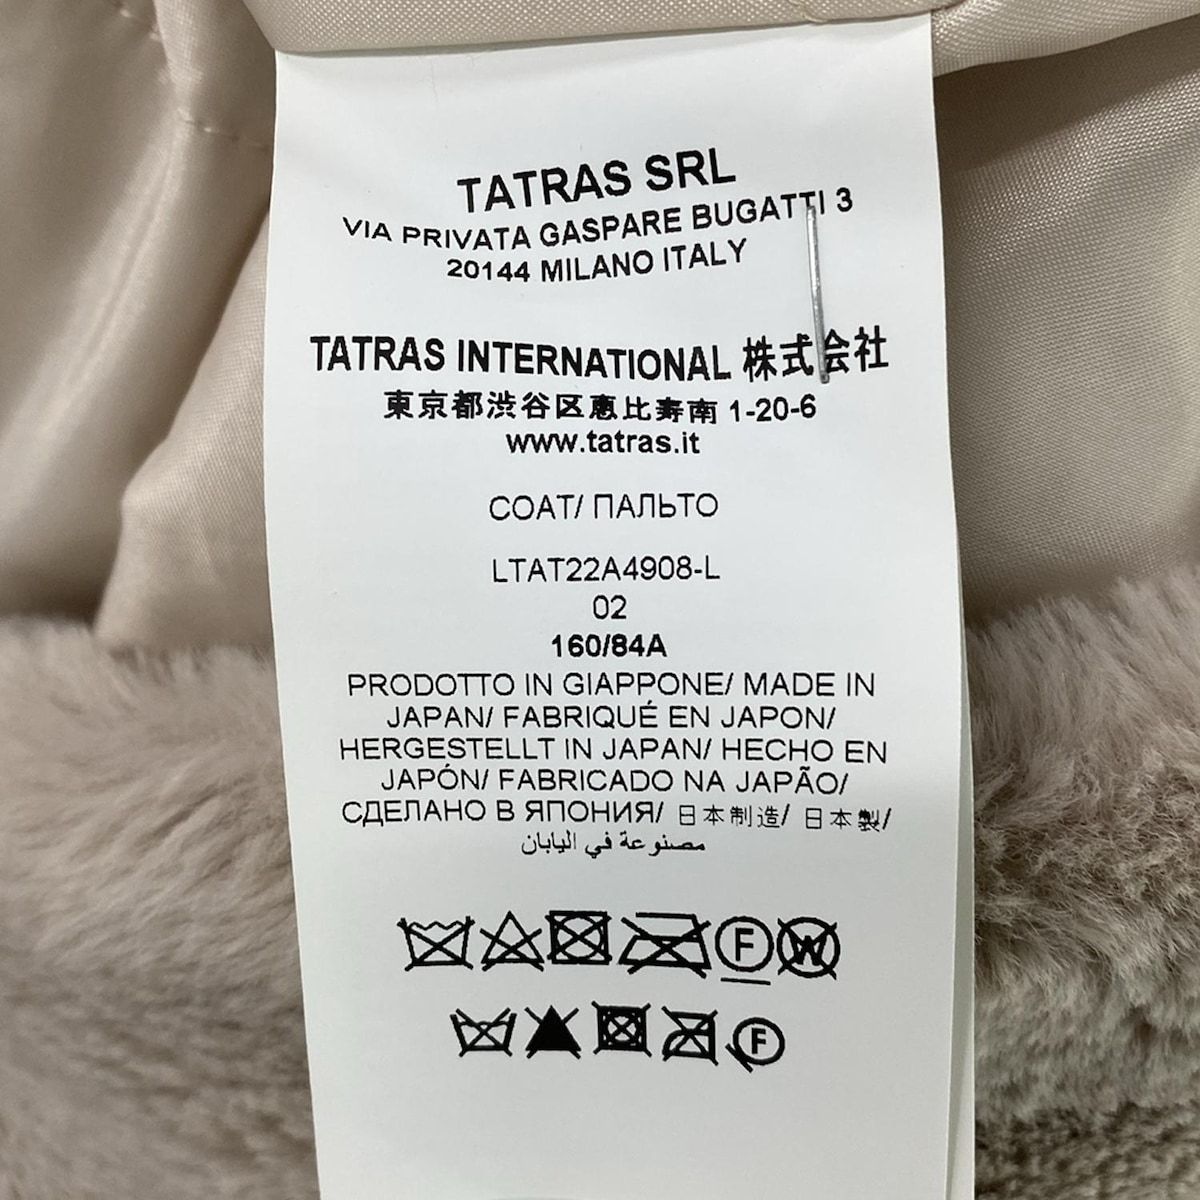 TATRAS SRL
VIA PRIVATA GASPARE BUGATTI 3
20144 MILANO ITALY
TATRAS INTERNATIONAL 株式会社
東京都渋谷区恵比寿南 1-20-6
www.tatras.it
COAT/ ПАЛЬТО
LTAT22A4908-L
02
160/84A
PRODOTTO IN GIAPPONE/ MADE IN
JAPAN/ FABRIQUÉ EN JAPON/
HERGESTELLT IN JAPAN/ HECHO EN
JAPÓN/ FABRICADO NA JAPÃO/
СДЕЛАНО В ЯПОНИЯ/ 日本制造/ 日本製/
مصنوعة في اليابان
F W
F